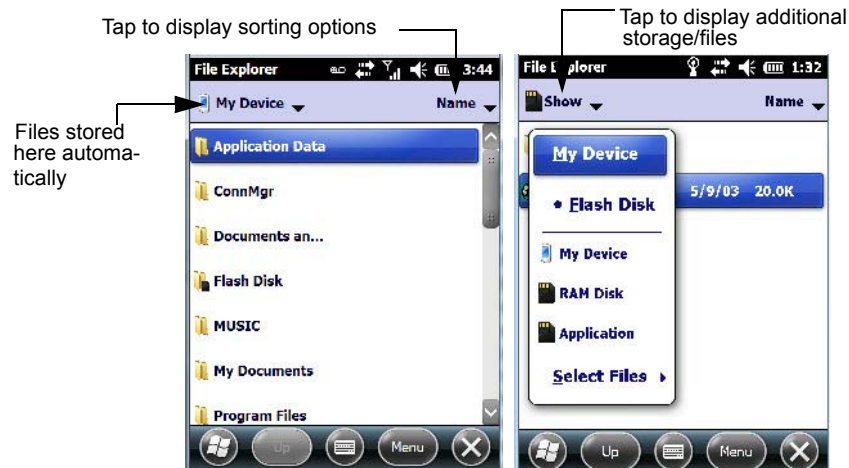 Tap to display sorting options
Tap to display additional
storage/files
Files stored
here automa-
tically
File Explorer 3:44
My Device Name
Application Data
ConnMgr
Documents an...
Flash Disk
MUSIC
My Documents
Program Files
Up Menu
File Explorer 1:32
Show Name
My Device
Flash Disk
5/9/03 20.0K
My Device
RAM Disk
Application
Select Files
Up Menu